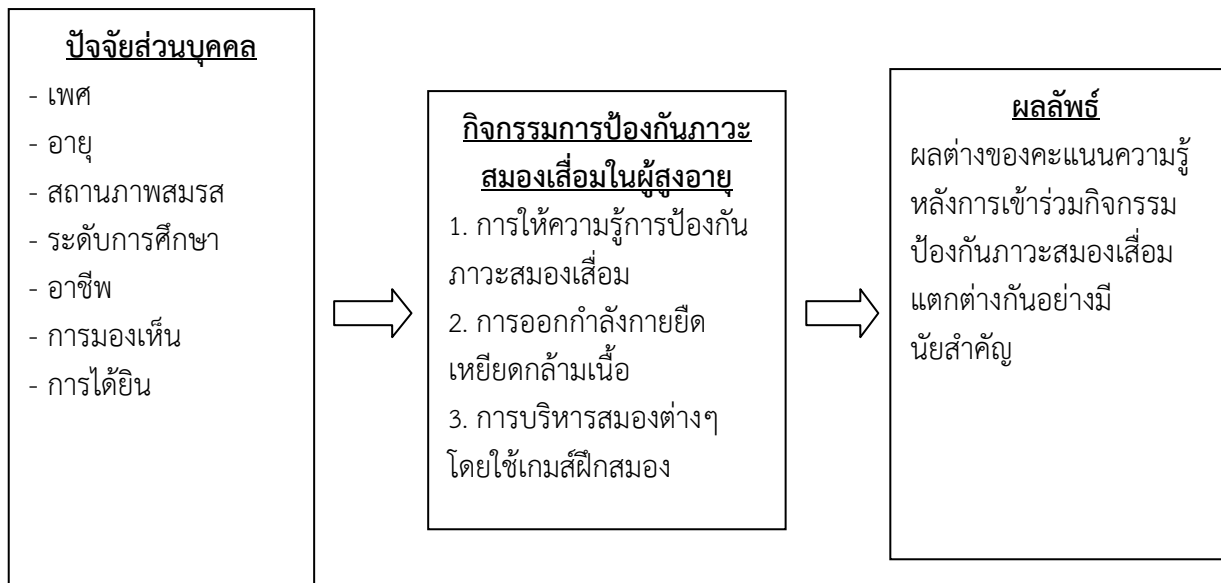 ปัจจัยส่วนบุคคล
- เพศ
- อายุ
- สถานภาพสมรส
- ระดับการศึกษา
- อาชีพ
- การมองเห็น
- การได้ยิน
กิจกรรมการป้องกันภาวะ
สมองเสื่อมในผู้สูงอายุ
1. การให้ความรู้การป้องกัน
ภาวะสมองเสื่อม
2. การออกกำลังกายยืด
เหยียดกล้ามเนื้อ
3. การบริหารสมองต่างๆ
โดยใช้เกมส์ฝึกสมอง
ผลลัพธ์
ผลต่างของคะแนนความรู้
หลังการเข้าร่วมกิจกรรม
ป้องกันภาวะสมองเสื่อม
แตกต่างกันอย่างมี
นัยสำคัญ